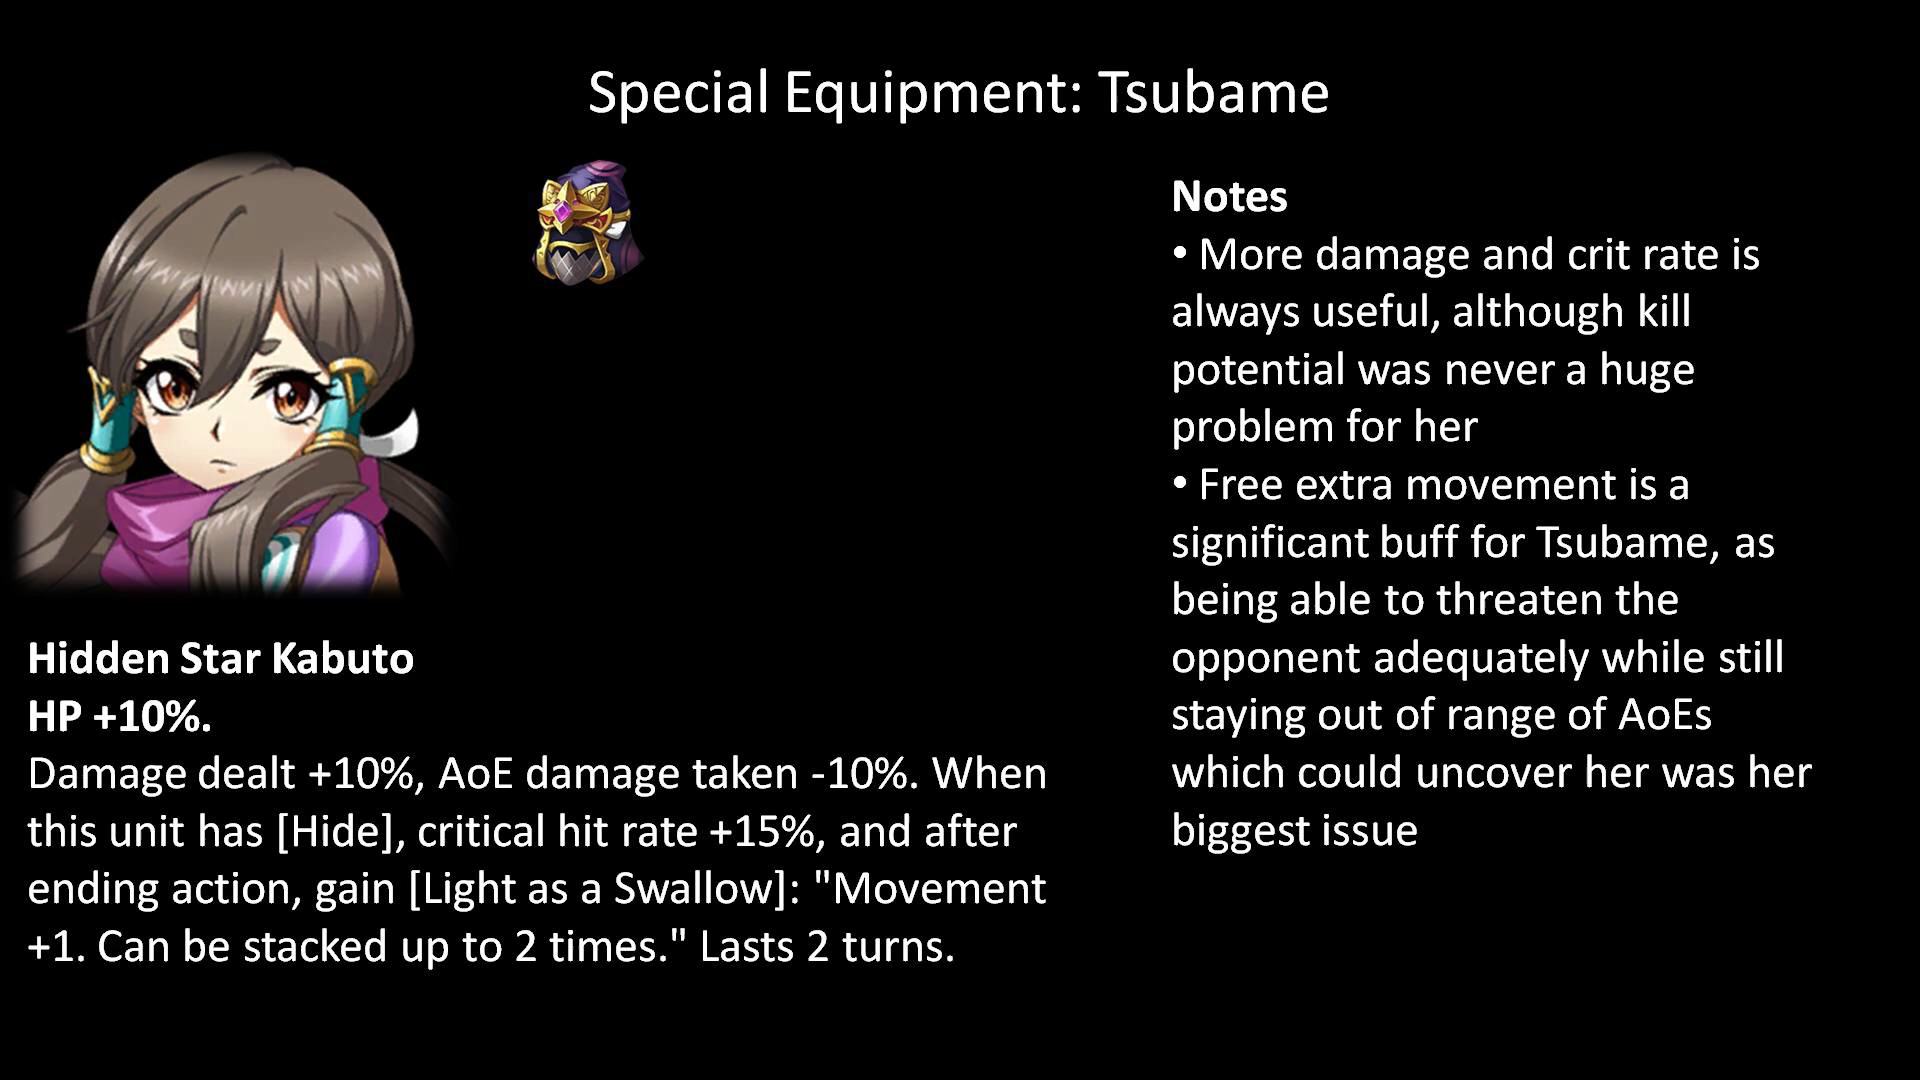 Special Equipment: Tsubame
Hidden Star Kabuto
HP +10%.
Damage dealt +10%, AoE damage taken -10%. When
this unit has [Hide], critical hit rate +15%, and after
ending action, gain [Light as a Swallow]: "Movement
+1. Can be stacked up to 2 times." Lasts 2 turns.
Notes
• More damage and crit rate is
always useful, although kill
potential was never a huge
problem for her
• Free extra movement is a
significant buff for Tsubame, as
being able to threaten the
opponent adequately while still
staying out of range of AoEs
which could uncover her was her
biggest issue